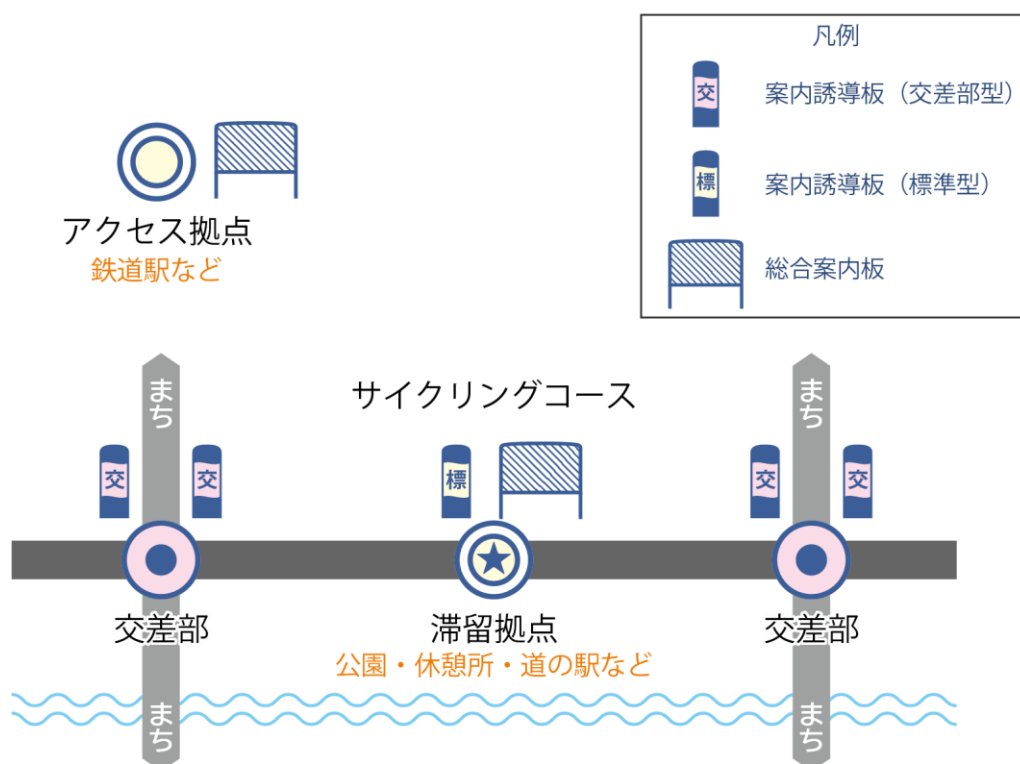 凡例
交
案内誘導板（交差部型）
標
案内誘導板（標準型）
総合案内板
アクセス拠点
鉄道駅など
まち
サイクリングコース
まち
交
交
標
交
交
交差部
滞留拠点
交差部
公園・休憩所・道の駅など
まち
まち